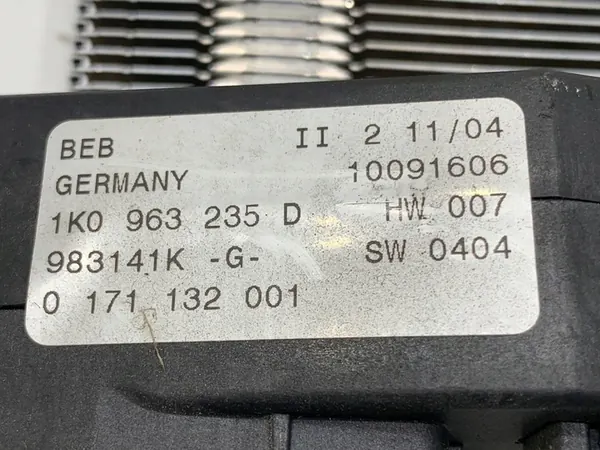 BEB II 2 11/04
GERMANY 10091606
1K0 963 235 D HW 007
983141K -G- SW 0404
0 171 132 001